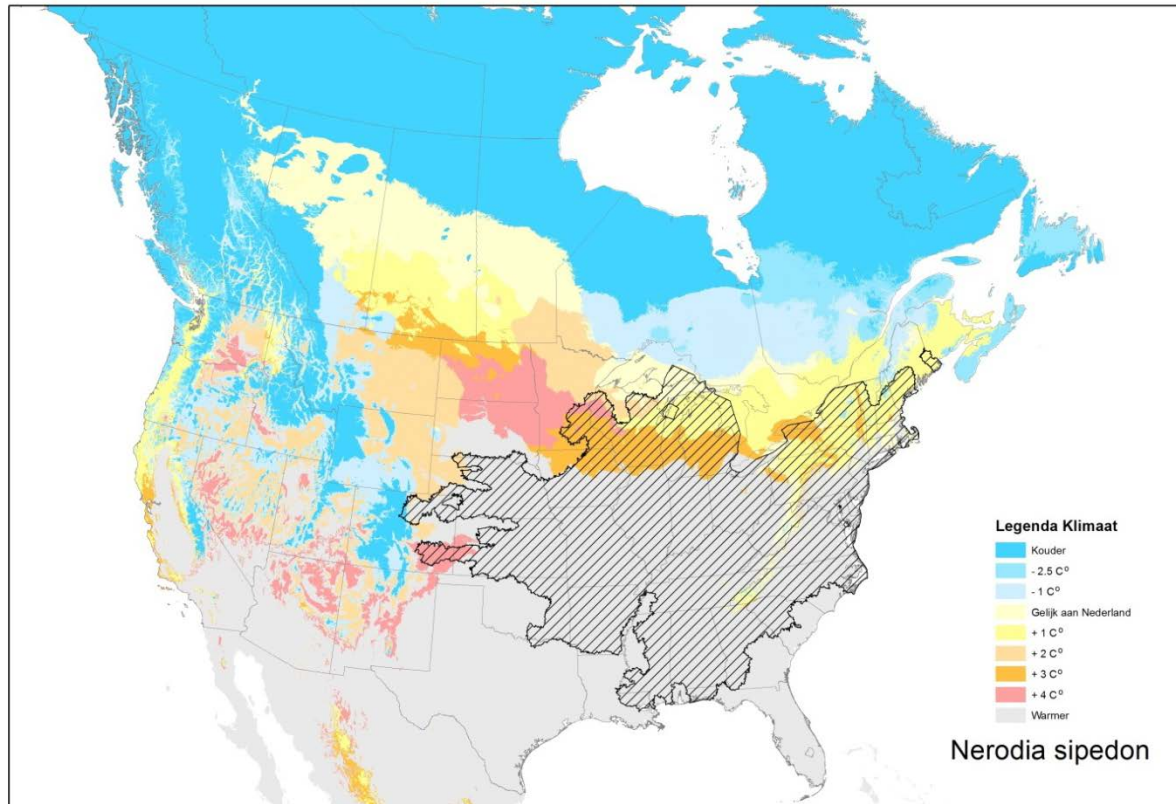 Legenda Klimaat
Kouder
- 2.5 C°
- 1 C°
Gelijk aan Nederland
+ 1 C°
+ 2 C°
+ 3 C°
+ 4 C°
Warmer
Nerodia sipedon